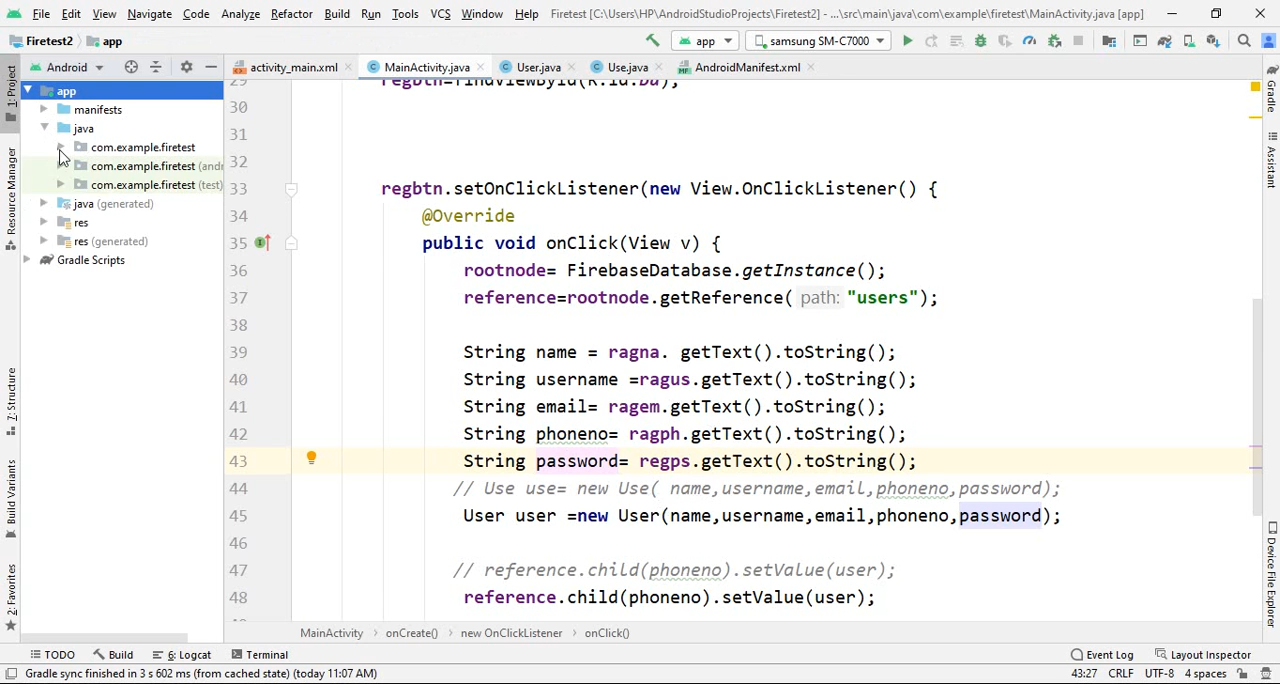 File Edit View Navigate Code Analyze Refactor Build Run Tools VCS Window Help Firetest [C:\Users\HP\AndroidStudioProjects\Firetest2] - ...\src\main\java\com\example\firetest\MainActivity.java [app]
Firetest2 app app samsung SM-C7000
Android activity_main.xml MainActivity.java User.java Use.java AndroidManifest.xml
1: Project
Resource Manager
Z: Structure
Build Variants
2: Favorites
app
manifests
java
com.example.firetest
com.example.firetest (andr
com.example.firetest (test)
java (generated)
res
res (generated)
Gradle Scripts
29 regbtn=findViewById(R.id.bu);
30
31
32
33 regbtn.setOnClickListener(new View.OnClickListener() {
34 @Override
35 public void onClick(View v) {
36 rootnode= FirebaseDatabase.getInstance();
37 reference=rootnode.getReference( path: "users");
38
39 String name = ragna. getText().toString();
40 String username =ragus.getText().toString();
41 String email= ragem.getText().toString();
42 String phoneno= ragph.getText().toString();
43 String password= regps.getText().toString();
44 // Use use= new Use( name,username,email,phoneno,password);
45 User user =new User(name,username,email,phoneno,password);
46
47 // reference.child(phoneno).setValue(user);
48 reference.child(phoneno).setValue(user);
Gradle
Assistant
Device File Explorer
MainActivity › onCreate() › new OnClickListener › onClick()
TODO Build 6: Logcat Terminal Event Log Layout Inspector
Gradle sync finished in 3 s 602 ms (from cached state) (today 11:07 AM) 43:27 CRLF UTF-8 4 spaces